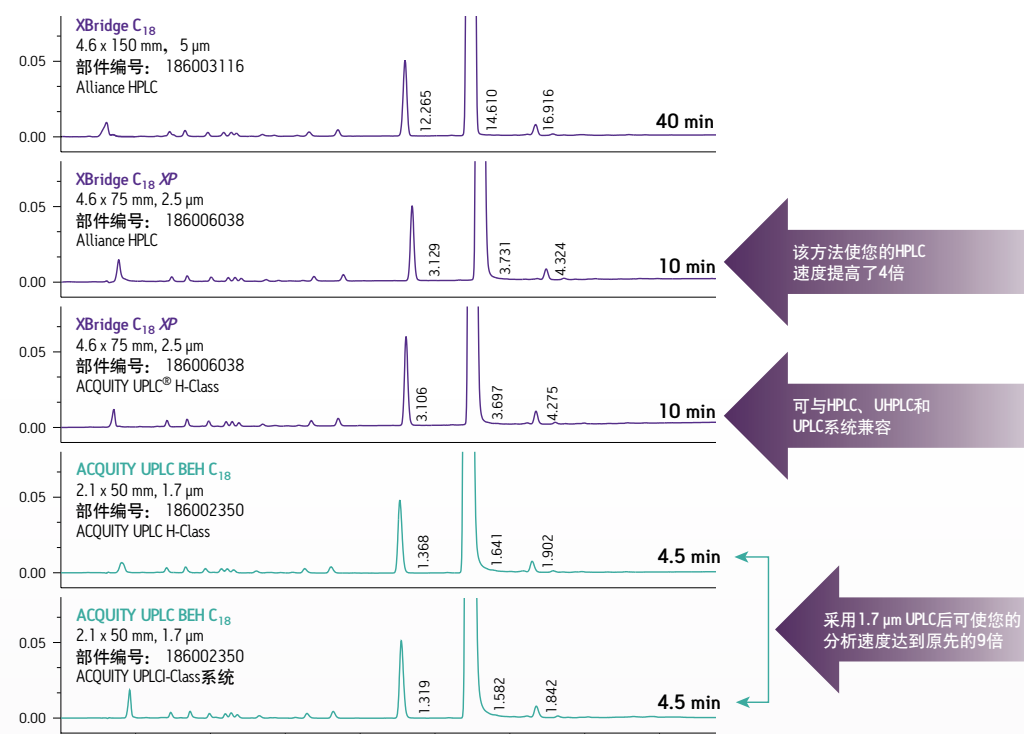 XBridge C18
4.6 x 150 mm, 5 µm
部件编号： 186003116
Alliance HPLC
0.05
0.00
12.265
14.610
16.916
40 min
XBridge C18 XP
4.6 x 75 mm, 2.5 µm
部件编号： 186006038
Alliance HPLC
0.05
0.00
3.129
3.731
4.324
10 min
该方法使您的HPLC
速度提高了4倍
XBridge C18 XP
4.6 x 75 mm, 2.5 µm
部件编号： 186006038
ACQUITY UPLC® H-Class
0.05
0.00
3.106
3.697
4.275
10 min
可与HPLC、UHPLC和
UPLC系统兼容
ACQUITY UPLC BEH C18
2.1 x 50 mm, 1.7 µm
部件编号： 186002350
ACQUITY UPLC H-Class
0.05
0.00
1.368
1.641
1.902
4.5 min
ACQUITY UPLC BEH C18
2.1 x 50 mm, 1.7 µm
部件编号： 186002350
ACQUITY UPLCI-Class系统
0.05
0.00
1.319
1.582
1.842
4.5 min
采用1.7 µm UPLC后可使您的
分析速度达到原先的9倍